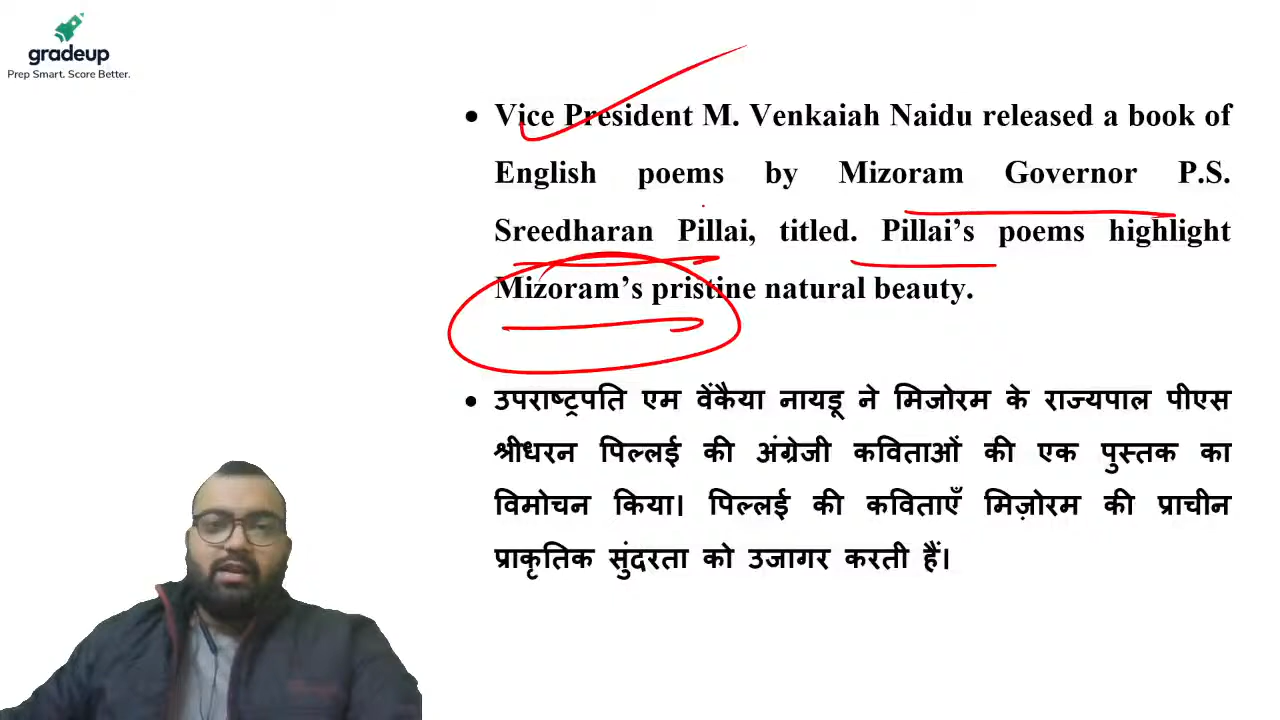 gradeup
Prep Smart. Score Better.
• Vice President M. Venkaiah Naidu released a book of
English poems by Mizoram Governor P.S.
Sreedharan Pillai, titled. Pillai’s poems highlight
Mizoram’s pristine natural beauty.
• उपराष्ट्रपति एम वेंकैया नायडू ने मिजोरम के राज्यपाल पीएस
श्रीधरन पिल्लई की अंग्रेजी कविताओं की एक पुस्तक का
विमोचन किया। पिल्लई की कविताएँ मिज़ोरम की प्राचीन
प्राकृतिक सुंदरता को उजागर करती हैं।